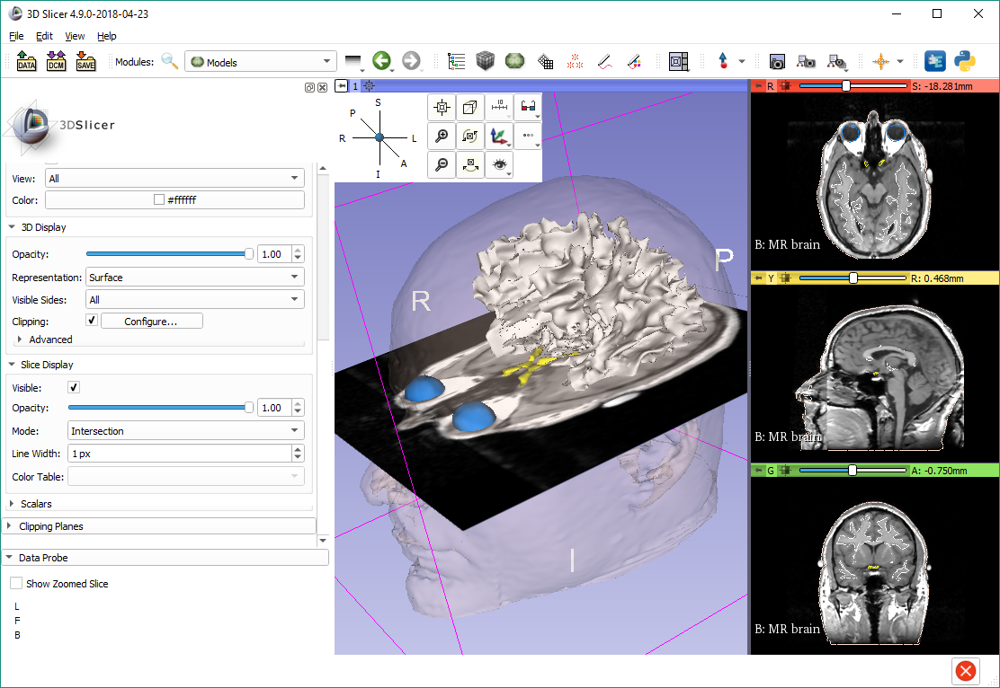 3D Slicer 4.9.0-2018-04-23
File Edit View Help
DATA DCM SAVE Modules: Models
3DSlicer
View: All
Color: #ffffff
3D Display
Opacity: 1.00
Representation: Surface
Visible Sides: All
Clipping: Configure...
Advanced
Slice Display
Visible:
Opacity: 1.00
Mode: Intersection
Line Width: 1 px
Color Table:
Scalars
Clipping Planes
Data Probe
Show Zoomed Slice
L
F
B
1
S
P
R L
A
I
10
R
P
I
R S: -18.281mm
B: MR brain
Y R: 0.468mm
B: MR brain
G A: -0.750mm
B: MR brain